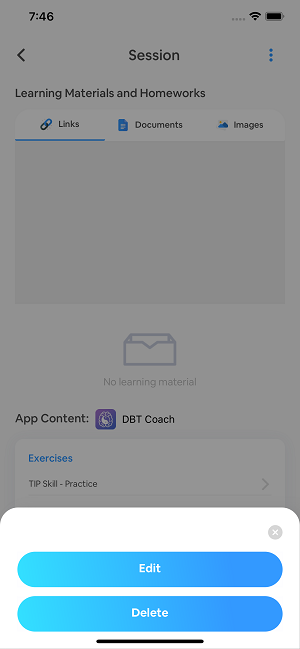 7:46
Session
Learning Materials and Homeworks
Links
Documents
Images
No learning material
App Content: DBT Coach
Exercises
TIP Skill - Practice
Edit
Delete